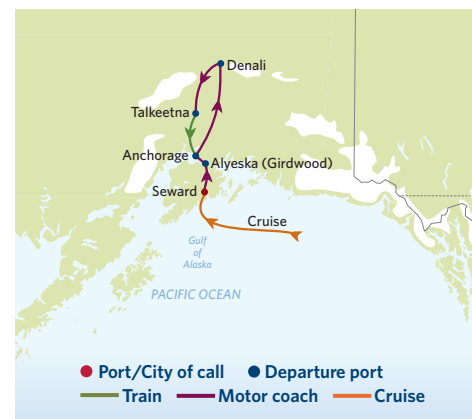 Denali
Talkeetna
Anchorage
Alyeska (Girdwood)
Seward
Cruise
Gulf
of
Alaska
PACIFIC OCEAN
Port/City of call Departure port
Train Motor coach Cruise